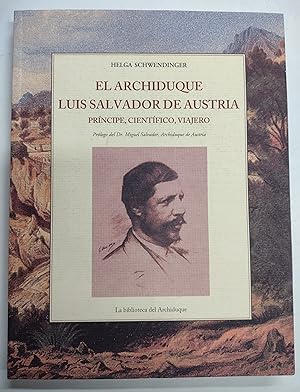 HELGA SCHWENDINGER
EL ARCHIDUQUE
LUIS SALVADOR DE AUSTRIA
PRÍNCIPE, CIENTÍFICO, VIAJERO
Prólogo del Dr. Miguel Salvador, Archiduque de Austria
La biblioteca del Archiduque